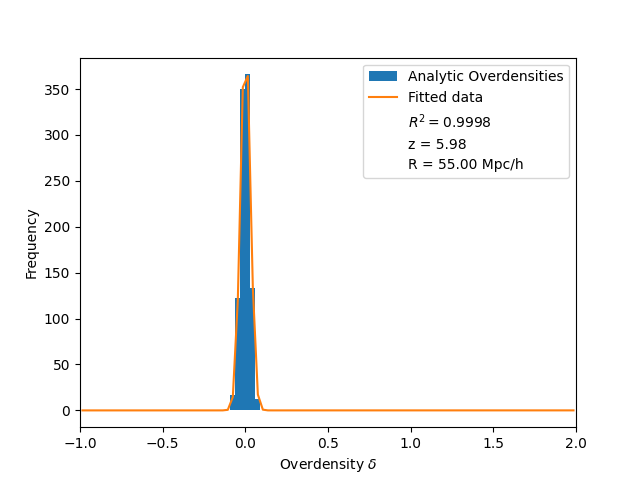 Analytic Overdensities
Fitted data
R² = 0.9998
z = 5.98
R = 55.00 Mpc/h
Frequency
350
300
250
200
150
100
50
0
−1.0 −0.5 0.0 0.5 1.0 1.5 2.0
Overdensity δ